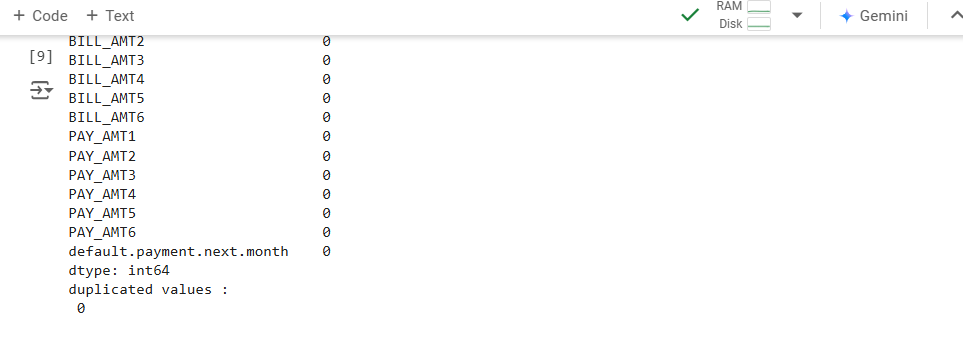 + Code + Text
RAM
Disk
Gemini
[9]
BILL_AMT2 0
BILL_AMT3 0
BILL_AMT4 0
BILL_AMT5 0
BILL_AMT6 0
PAY_AMT1 0
PAY_AMT2 0
PAY_AMT3 0
PAY_AMT4 0
PAY_AMT5 0
PAY_AMT6 0
default.payment.next.month 0
dtype: int64
duplicated values :
0